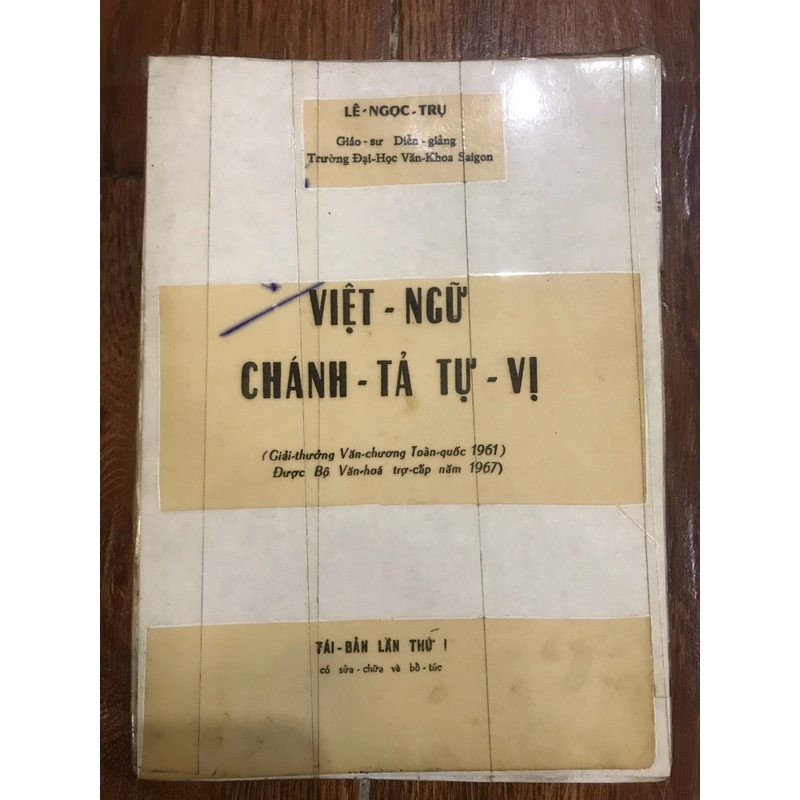 LÊ-NGỌC-TRỤ
Giáo-sư Diễn-giảng
Trường Đại-Học Văn-Khoa Saigon
VIỆT-NGỮ
CHÁNH-TẢ TỰ-VỊ
(Giải-thưởng Văn-chương Toàn-quốc 1961)
Được Bộ Văn-hoá trợ-cấp năm 1967)
TÁI-BẢN LẦN THỨ I
có sửa-chữa và bồ-túc